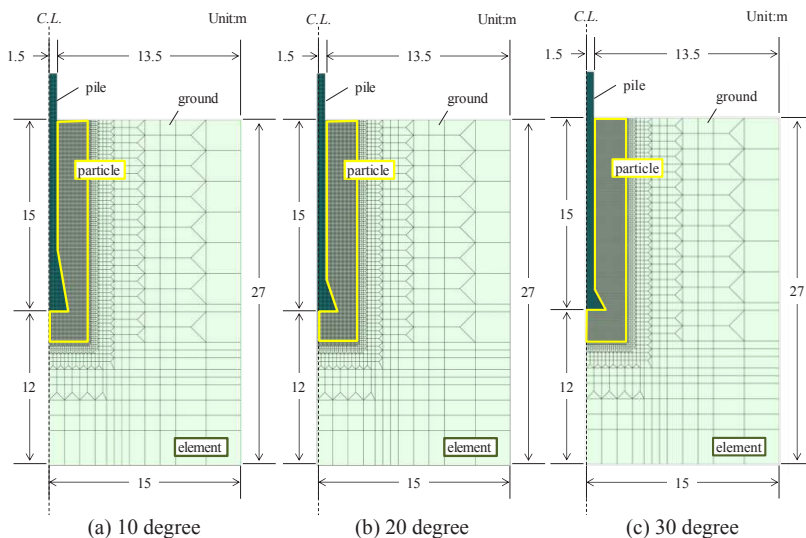 C.L. Unit:m
1.5 13.5
pile
ground
particle
15
27
12
element
15
(a) 10 degree
C.L. Unit:m
1.5 13.5
pile
ground
particle
15
27
12
element
15
(b) 20 degree
C.L. Unit:m
1.5 13.5
pile
ground
particle
15
27
12
element
15
(c) 30 degree